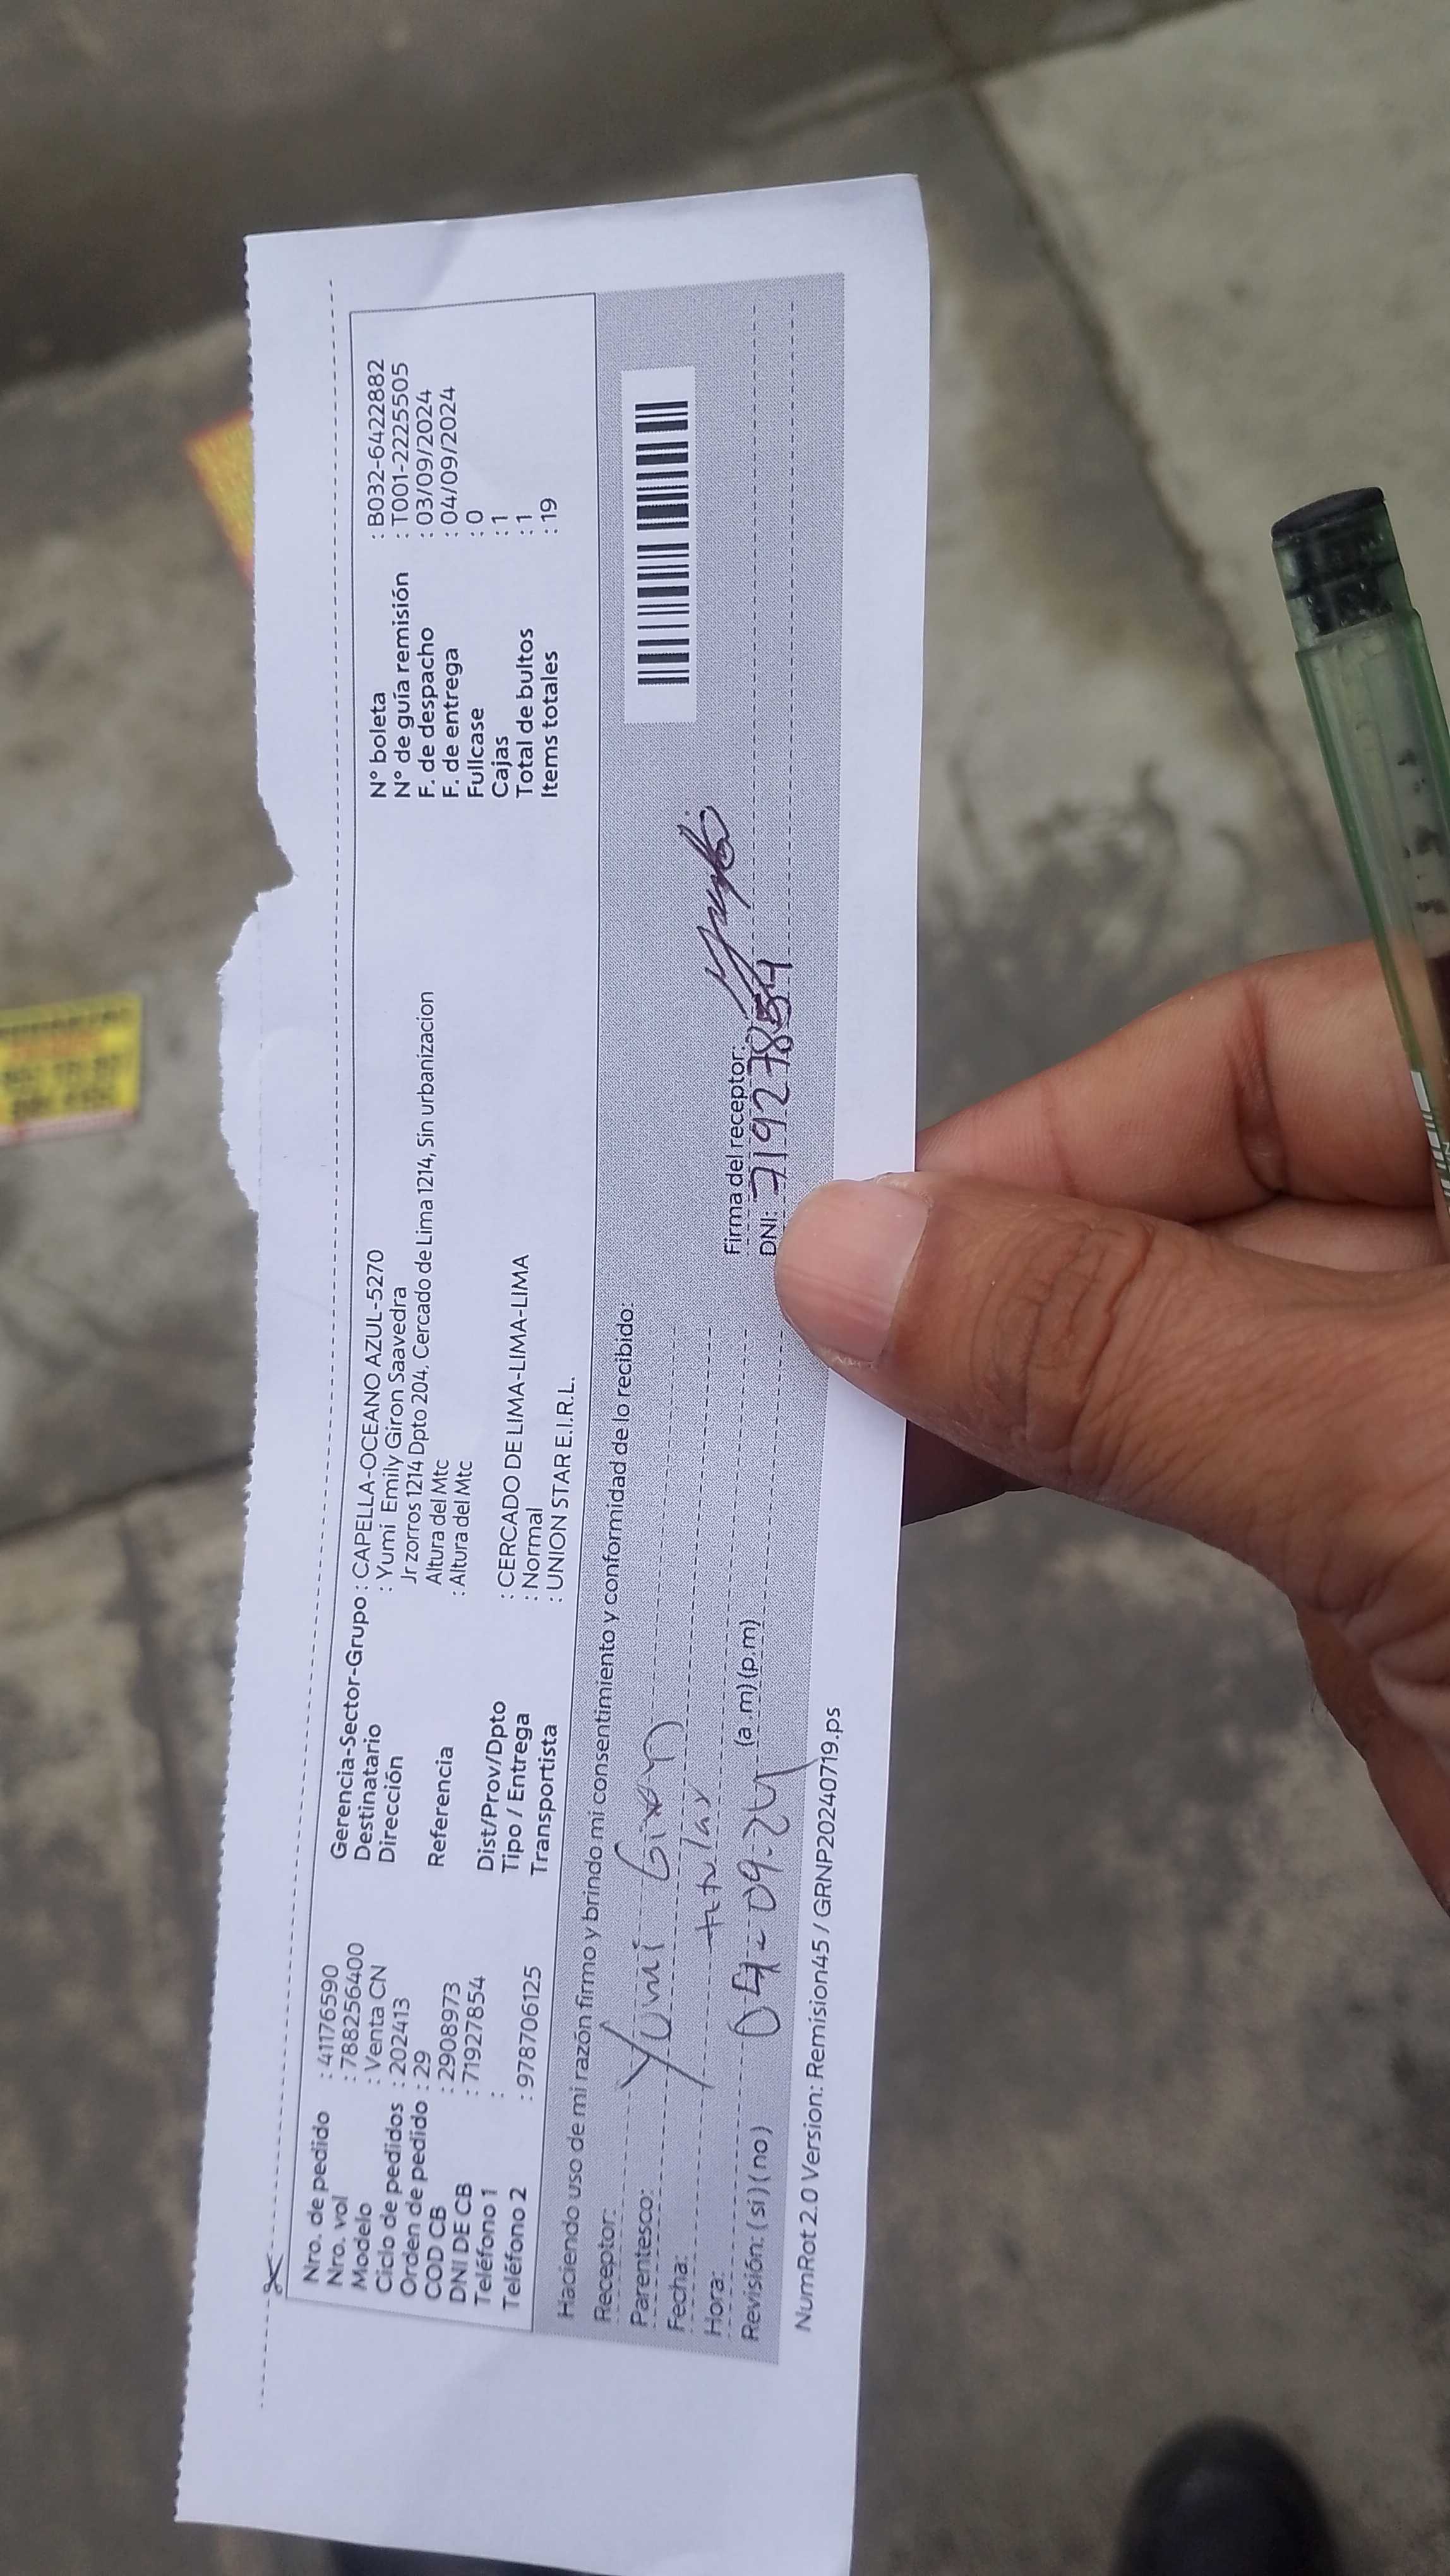 Nro. de pedido : 41176590
Nro. vol : 788256400
Modelo : Venta CN
Ciclo de pedidos : 202413
Orden de pedido : 29
COD CB : 2908973
DNI DE CB : 71927854
Teléfono 1 :
Teléfono 2 : 978706125
Gerencia-Sector-Grupo : CAPELLA-OCEANO AZUL-5270
Destinatario : Yumi Emily Giron Saavedra
Dirección Jr zorros 1214 Dpto 204. Cercado de Lima 1214, Sin urbanizacion
Altura del Mtc
Referencia : Altura del Mtc
Dist/Prov/Dpto : CERCADO DE LIMA-LIMA-LIMA
Tipo / Entrega : Normal
Transportista : UNION STAR E.I.R.L.
N° boleta : B032-6422882
N° de guía remisión : T001-2225505
F. de despacho : 03/09/2024
F. de entrega : 04/09/2024
Fullcase : 0
Cajas : 1
Total de bultos : 1
Items totales : 19
Haciendo uso de mi razón firmo y brindo mi consentimiento y conformidad de lo recibido.
Receptor: Yumi Giron
Parentesco: titular
Fecha: 04-09-24
Hora: (a.m) (p.m)
Revisión: ( si ) ( no )
Firma del receptor:
DNI: 71927854
NumRot 2.0 Version: Remision45 / GRNP20240719.ps